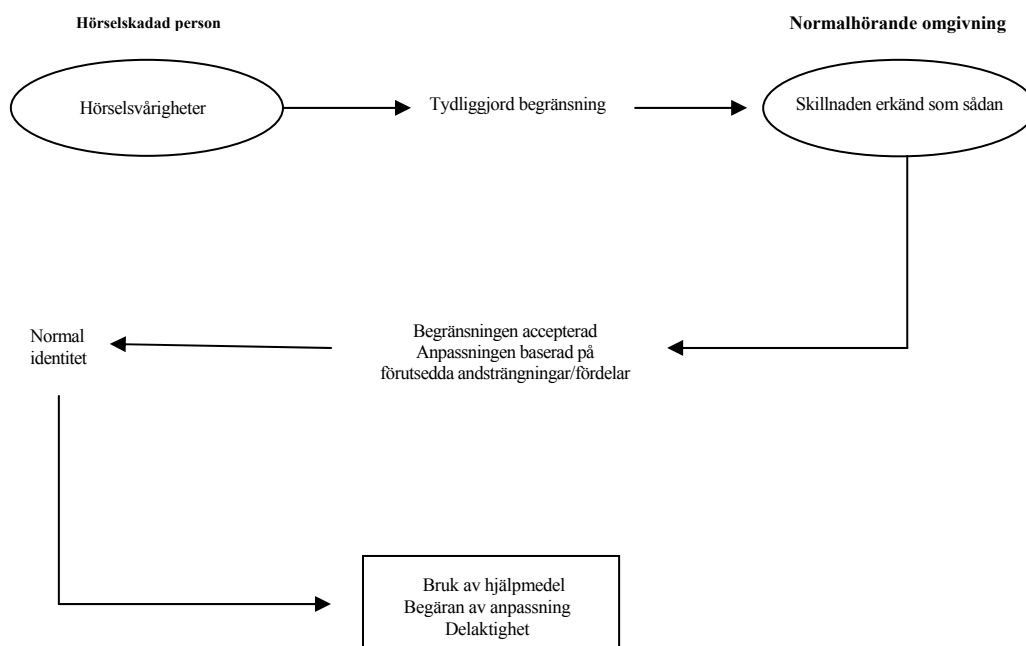 Hörselskadad person
Normalhörande omgivning
Hörselsvårigheter
Tydliggjord begränsning
Skillnaden erkänd som sådan
Normal
identitet
Begränsningen accepterad
Anpassningen baserad på
förutsedda andsträngningar/fördelar
Bruk av hjälpmedel
Begäran av anpassning
Delaktighet